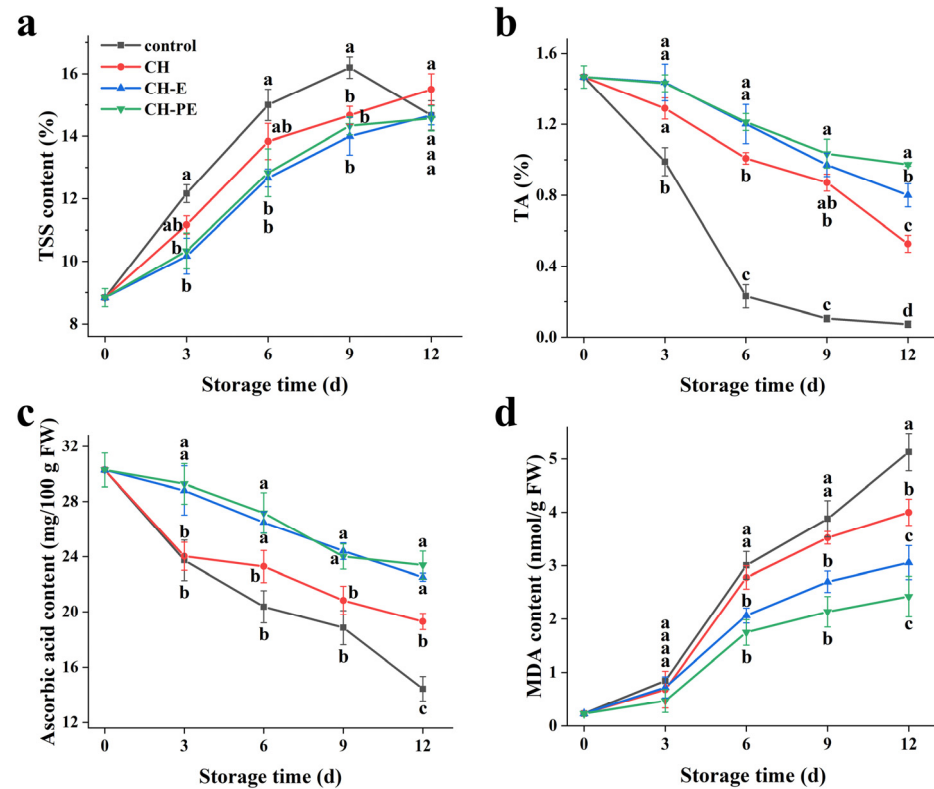 a
control
CH
CH-E
CH-PE
TSS content (%)
16
14
12
10
8
a
ab
b
b
a
ab
b
b
a
b
b
b
a
a
a
a
0 3 6 9 12
Storage time (d)
b
TA (%)
1.6
1.2
0.8
0.4
0.0
a
a
a
b
a
a
b
c
a
ab
b
c
a
b
c
d
0 3 6 9 12
Storage time (d)
c
Ascorbic acid content (mg/100 g FW)
32
28
24
20
16
12
a
a
b
b
a
a
b
b
a
a
b
b
a
a
b
c
0 3 6 9 12
Storage time (d)
d
MDA content (nmol/g FW)
5
4
3
2
1
0
a
a
a
a
a
a
b
b
a
a
b
b
a
b
c
c
0 3 6 9 12
Storage time (d)